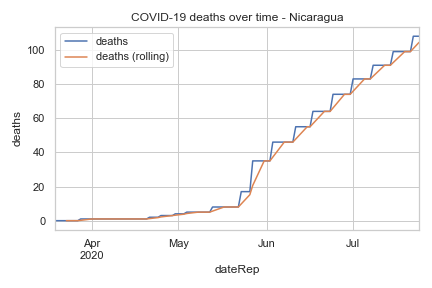 COVID-19 deaths over time - Nicaragua
deaths
deaths (rolling)
100
80
60
40
20
0
deaths
Apr
2020
May
Jun
Jul
dateRep